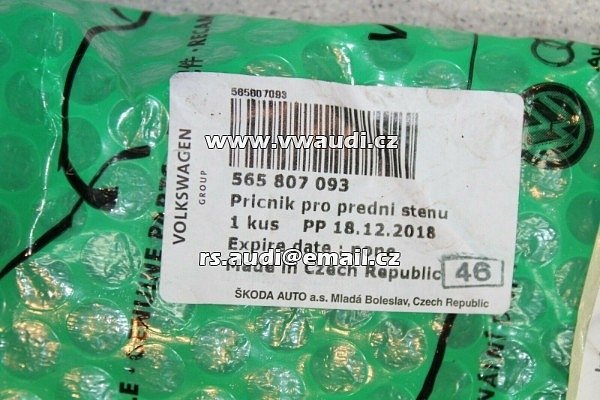 565807093
VOLKSWAGEN
GROUP
www.vwaudi.cz
565 807 093
Pricnik pro predni stenu
1 kus PP 18.12.2018
Expire date : none
rs.audi@email.cz
Made in Czech Republic
46
ŠKODA AUTO a.s. Mladá Boleslav, Czech Republic